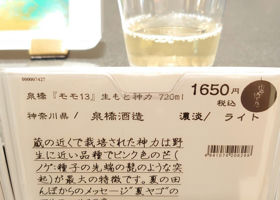 000007427
泉橋『モモ13』生もと神力 720ml
1650円
税込
神奈川県/ 泉橋酒造 濃淡/ ライト
蔵の近くで栽培された神力は野
生に近い品種でピンク色の芒(
ノゲ:種子の先端の髭のような突
起)が最大の特徴です。夏の田
んぼからのメッセージ"夏ヤゴの